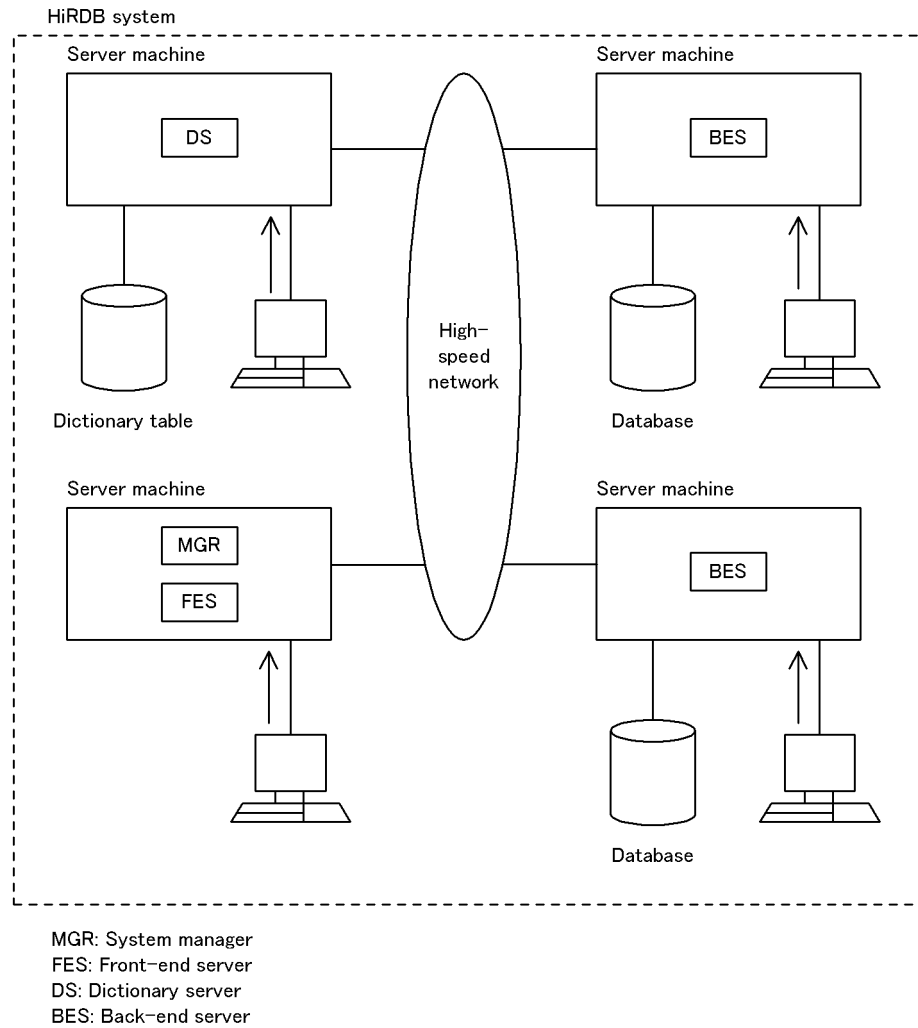 HiRDB system
Server machine
Server machine
DS
BES
High-
speed
network
Dictionary table
Database
Server machine
Server machine
MGR
FES
BES
Database
MGR: System manager
FES: Front-end server
DS: Dictionary server
BES: Back-end server